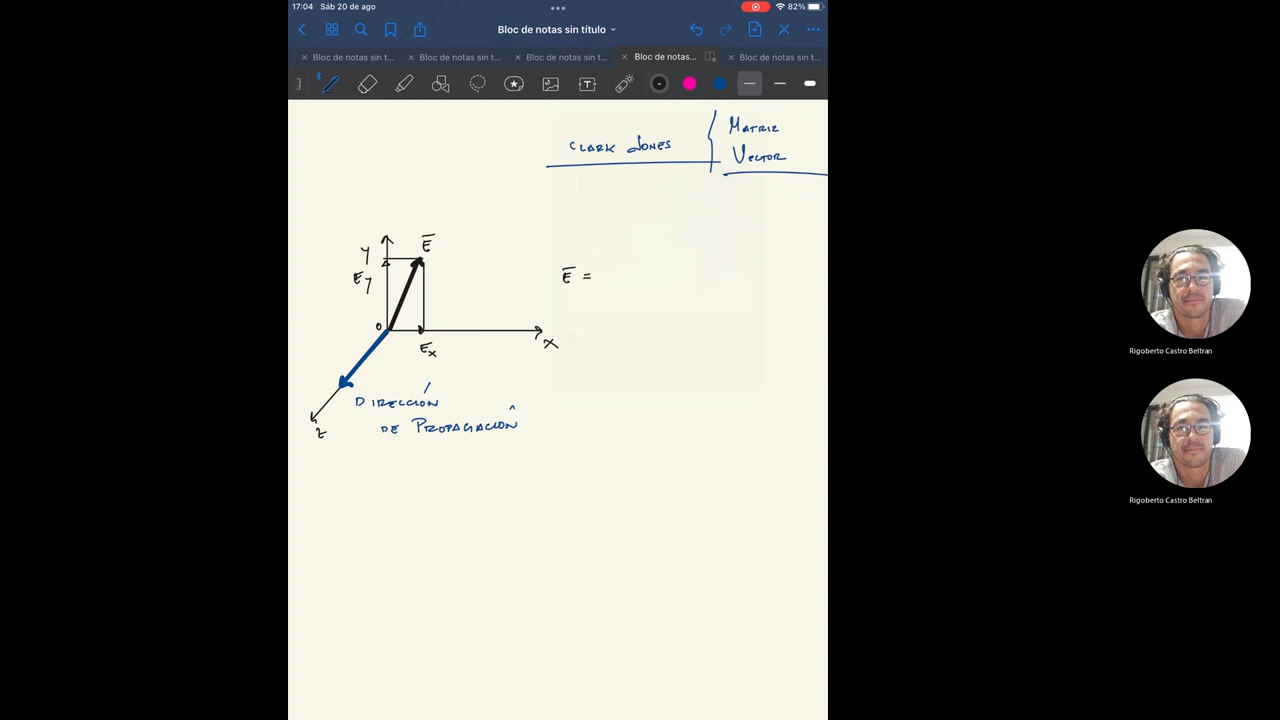 17:04 Sáb 20 de ago
82%
Bloc de notas sin título
Bloc de notas sin t...
Bloc de notas sin t...
Bloc de notas sin t...
Bloc de notas...
Bloc de notas sin t...
T
CLARK JONES
MATRIZ
VECTOR
Y
E̅
Ey
E̅ =
0
X
Ex
DIRECCIÓN
DE PROPAGACIÓN
Z
Rigoberto Castro Beltran
Rigoberto Castro Beltran